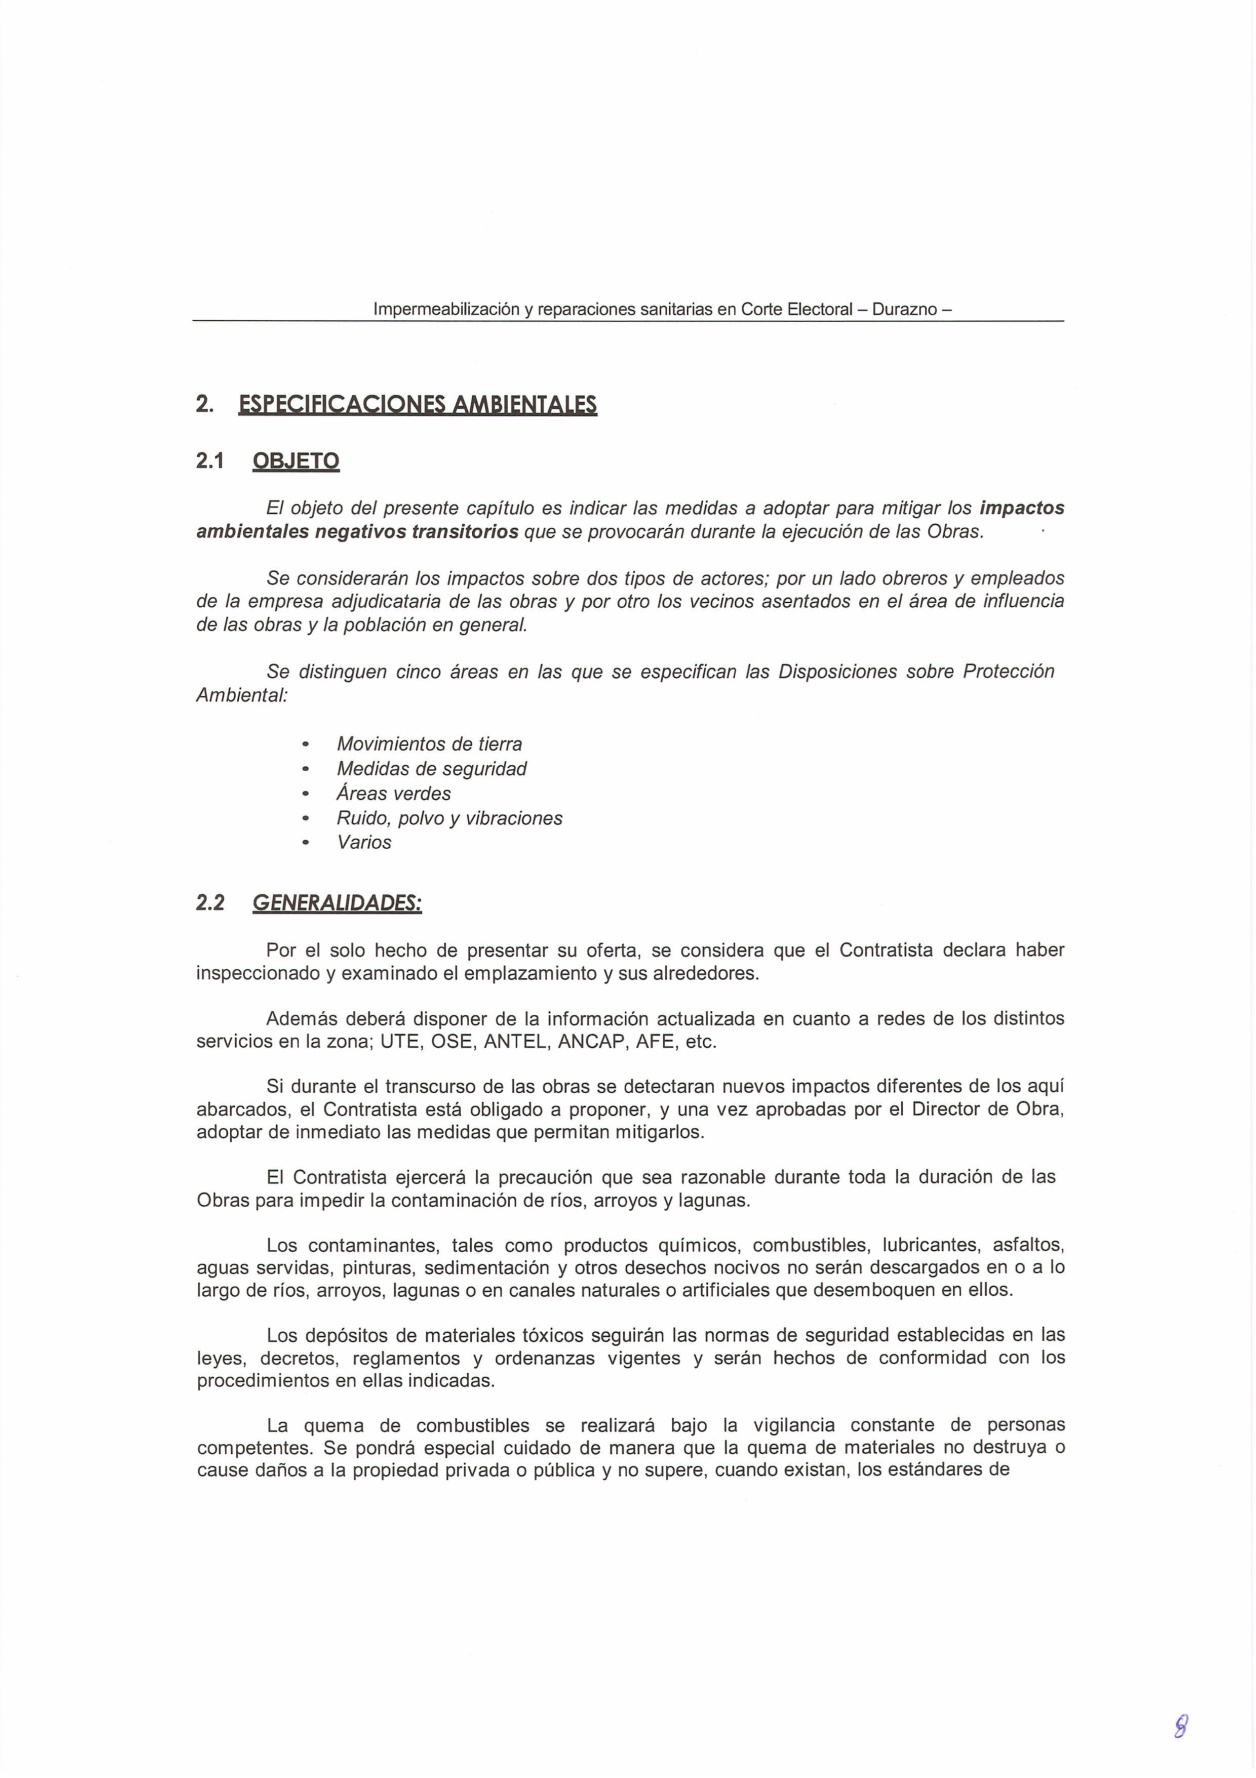 Impermeabilización y reparaciones sanitarias en Corte Electoral – Durazno –
2. ESPECIFICACIONES AMBIENTALES
2.1 OBJETO
El objeto del presente capítulo es indicar las medidas a adoptar para mitigar los impactos
ambientales negativos transitorios que se provocarán durante la ejecución de las Obras.
Se considerarán los impactos sobre dos tipos de actores; por un lado obreros y empleados
de la empresa adjudicataria de las obras y por otro los vecinos asentados en el área de influencia
de las obras y la población en general.
Se distinguen cinco áreas en las que se especifican las Disposiciones sobre Protección
Ambiental:
• Movimientos de tierra
• Medidas de seguridad
• Áreas verdes
• Ruido, polvo y vibraciones
• Varios
2.2 GENERALIDADES:
Por el solo hecho de presentar su oferta, se considera que el Contratista declara haber
inspeccionado y examinado el emplazamiento y sus alrededores.
Además deberá disponer de la información actualizada en cuanto a redes de los distintos
servicios en la zona; UTE, OSE, ANTEL, ANCAP, AFE, etc.
Si durante el transcurso de las obras se detectaran nuevos impactos diferentes de los aquí
abarcados, el Contratista está obligado a proponer, y una vez aprobadas por el Director de Obra,
adoptar de inmediato las medidas que permitan mitigarlos.
El Contratista ejercerá la precaución que sea razonable durante toda la duración de las
Obras para impedir la contaminación de ríos, arroyos y lagunas.
Los contaminantes, tales como productos químicos, combustibles, lubricantes, asfaltos,
aguas servidas, pinturas, sedimentación y otros desechos nocivos no serán descargados en o a lo
largo de ríos, arroyos, lagunas o en canales naturales o artificiales que desemboquen en ellos.
Los depósitos de materiales tóxicos seguirán las normas de seguridad establecidas en las
leyes, decretos, reglamentos y ordenanzas vigentes y serán hechos de conformidad con los
procedimientos en ellas indicadas.
La quema de combustibles se realizará bajo la vigilancia constante de personas
competentes. Se pondrá especial cuidado de manera que la quema de materiales no destruya o
cause daños a la propiedad privada o pública y no supere, cuando existan, los estándares de
8